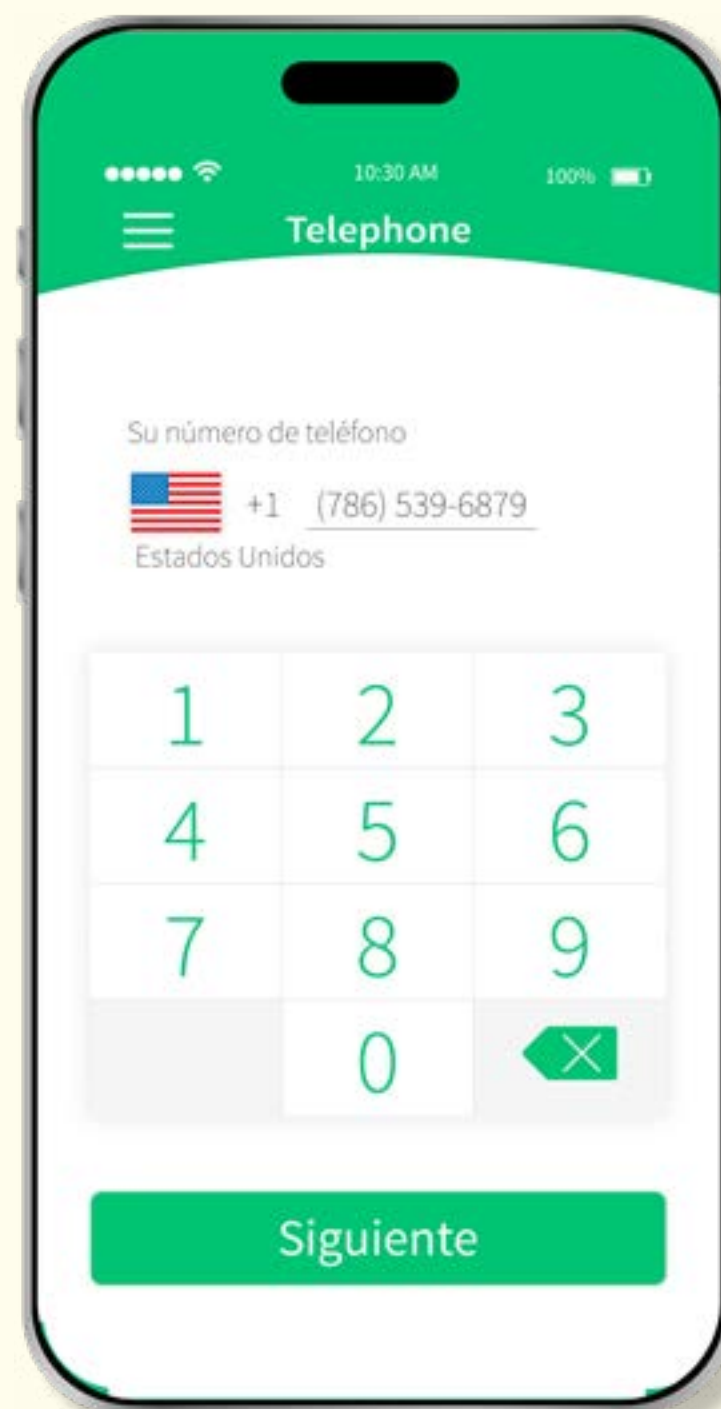 10:30 AM 100%
Telephone
Su número de teléfono
+1 (786) 539-6879
Estados Unidos
1 2 3
4 5 6
7 8 9
0
Siguiente